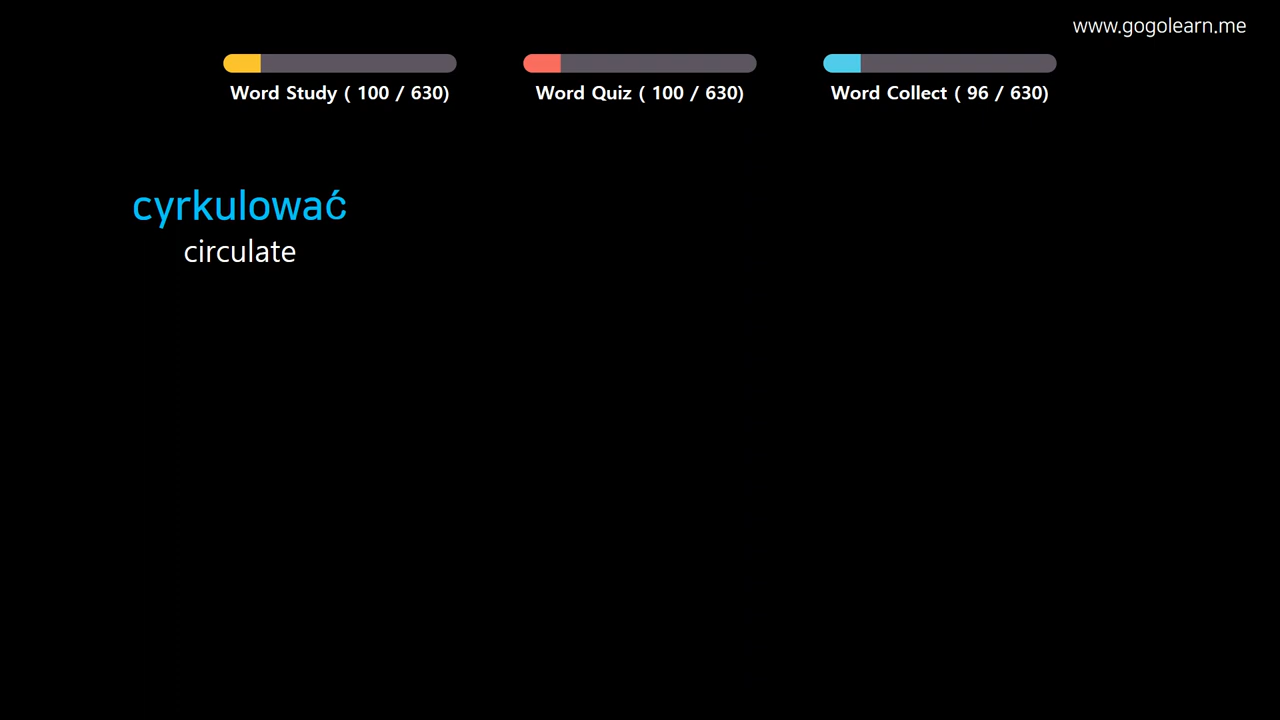 www.gogolearn.me
Word Study ( 100 / 630)
Word Quiz ( 100 / 630)
Word Collect ( 96 / 630)
cyrkulować
circulate